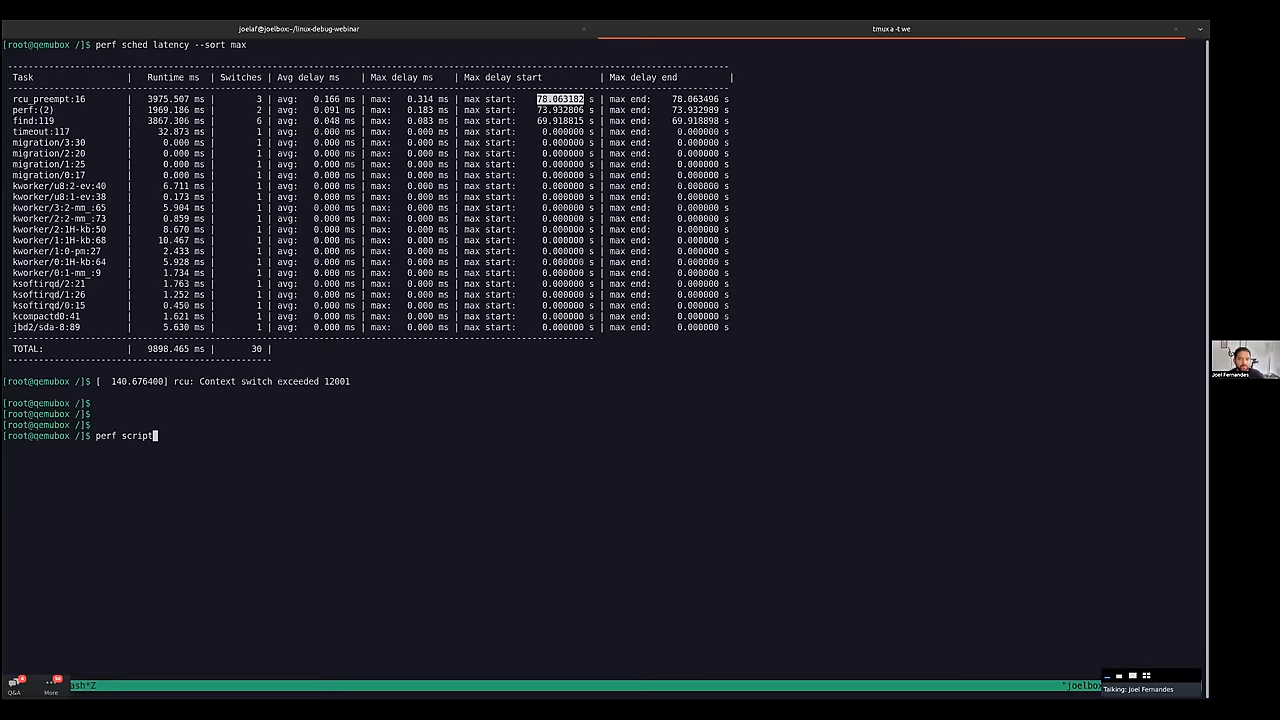 joelaf@joelbox:~/linux-debug-webinar
tmux a -t we
[root@qemubox /]$ perf sched latency --sort max
-------------------------------------------------------------------------------------------------------------------------------------------
Task | Runtime ms | Switches | Avg delay ms | Max delay ms | Max delay start | Max delay end |
-------------------------------------------------------------------------------------------------------------------------------------------
rcu_preempt:16 | 3975.507 ms | 3 | avg: 0.166 ms | max: 0.314 ms | max start: 78.063182 s | max end: 78.063496 s
perf:(2) | 1969.186 ms | 2 | avg: 0.091 ms | max: 0.183 ms | max start: 73.932806 s | max end: 73.932989 s
find:119 | 3867.306 ms | 6 | avg: 0.048 ms | max: 0.083 ms | max start: 69.918815 s | max end: 69.918898 s
timeout:117 | 32.873 ms | 1 | avg: 0.000 ms | max: 0.000 ms | max start: 0.000000 s | max end: 0.000000 s
migration/3:30 | 0.000 ms | 1 | avg: 0.000 ms | max: 0.000 ms | max start: 0.000000 s | max end: 0.000000 s
migration/2:20 | 0.000 ms | 1 | avg: 0.000 ms | max: 0.000 ms | max start: 0.000000 s | max end: 0.000000 s
migration/1:25 | 0.000 ms | 1 | avg: 0.000 ms | max: 0.000 ms | max start: 0.000000 s | max end: 0.000000 s
migration/0:17 | 0.000 ms | 1 | avg: 0.000 ms | max: 0.000 ms | max start: 0.000000 s | max end: 0.000000 s
kworker/u8:2-ev:40 | 6.711 ms | 1 | avg: 0.000 ms | max: 0.000 ms | max start: 0.000000 s | max end: 0.000000 s
kworker/u8:1-ev:38 | 0.173 ms | 1 | avg: 0.000 ms | max: 0.000 ms | max start: 0.000000 s | max end: 0.000000 s
kworker/3:2-mm_:65 | 5.904 ms | 1 | avg: 0.000 ms | max: 0.000 ms | max start: 0.000000 s | max end: 0.000000 s
kworker/2:2-mm_:73 | 0.859 ms | 1 | avg: 0.000 ms | max: 0.000 ms | max start: 0.000000 s | max end: 0.000000 s
kworker/2:1H-kb:50 | 8.670 ms | 1 | avg: 0.000 ms | max: 0.000 ms | max start: 0.000000 s | max end: 0.000000 s
kworker/1:1H-kb:68 | 10.467 ms | 1 | avg: 0.000 ms | max: 0.000 ms | max start: 0.000000 s | max end: 0.000000 s
kworker/1:0-pm:27 | 2.433 ms | 1 | avg: 0.000 ms | max: 0.000 ms | max start: 0.000000 s | max end: 0.000000 s
kworker/0:1H-kb:64 | 5.928 ms | 1 | avg: 0.000 ms | max: 0.000 ms | max start: 0.000000 s | max end: 0.000000 s
kworker/0:1-mm_:9 | 1.734 ms | 1 | avg: 0.000 ms | max: 0.000 ms | max start: 0.000000 s | max end: 0.000000 s
ksoftirqd/2:21 | 1.763 ms | 1 | avg: 0.000 ms | max: 0.000 ms | max start: 0.000000 s | max end: 0.000000 s
ksoftirqd/1:26 | 1.252 ms | 1 | avg: 0.000 ms | max: 0.000 ms | max start: 0.000000 s | max end: 0.000000 s
ksoftirqd/0:15 | 0.450 ms | 1 | avg: 0.000 ms | max: 0.000 ms | max start: 0.000000 s | max end: 0.000000 s
kcompactd0:41 | 1.621 ms | 1 | avg: 0.000 ms | max: 0.000 ms | max start: 0.000000 s | max end: 0.000000 s
jbd2/sda-8:89 | 5.630 ms | 1 | avg: 0.000 ms | max: 0.000 ms | max start: 0.000000 s | max end: 0.000000 s
-----------------------------------------------------------------------------------------------------------------
TOTAL: | 9898.465 ms | 30 |
---------------------------------------------------
[root@qemubox /]$ [ 140.676400] rcu: Context switch exceeded 12001
[root@qemubox /]$
[root@qemubox /]$
[root@qemubox /]$
[root@qemubox /]$ perf script
Joel Fernandes
Q&A
More
ash*Z
"joelbo
Talking: Joel Fernandes